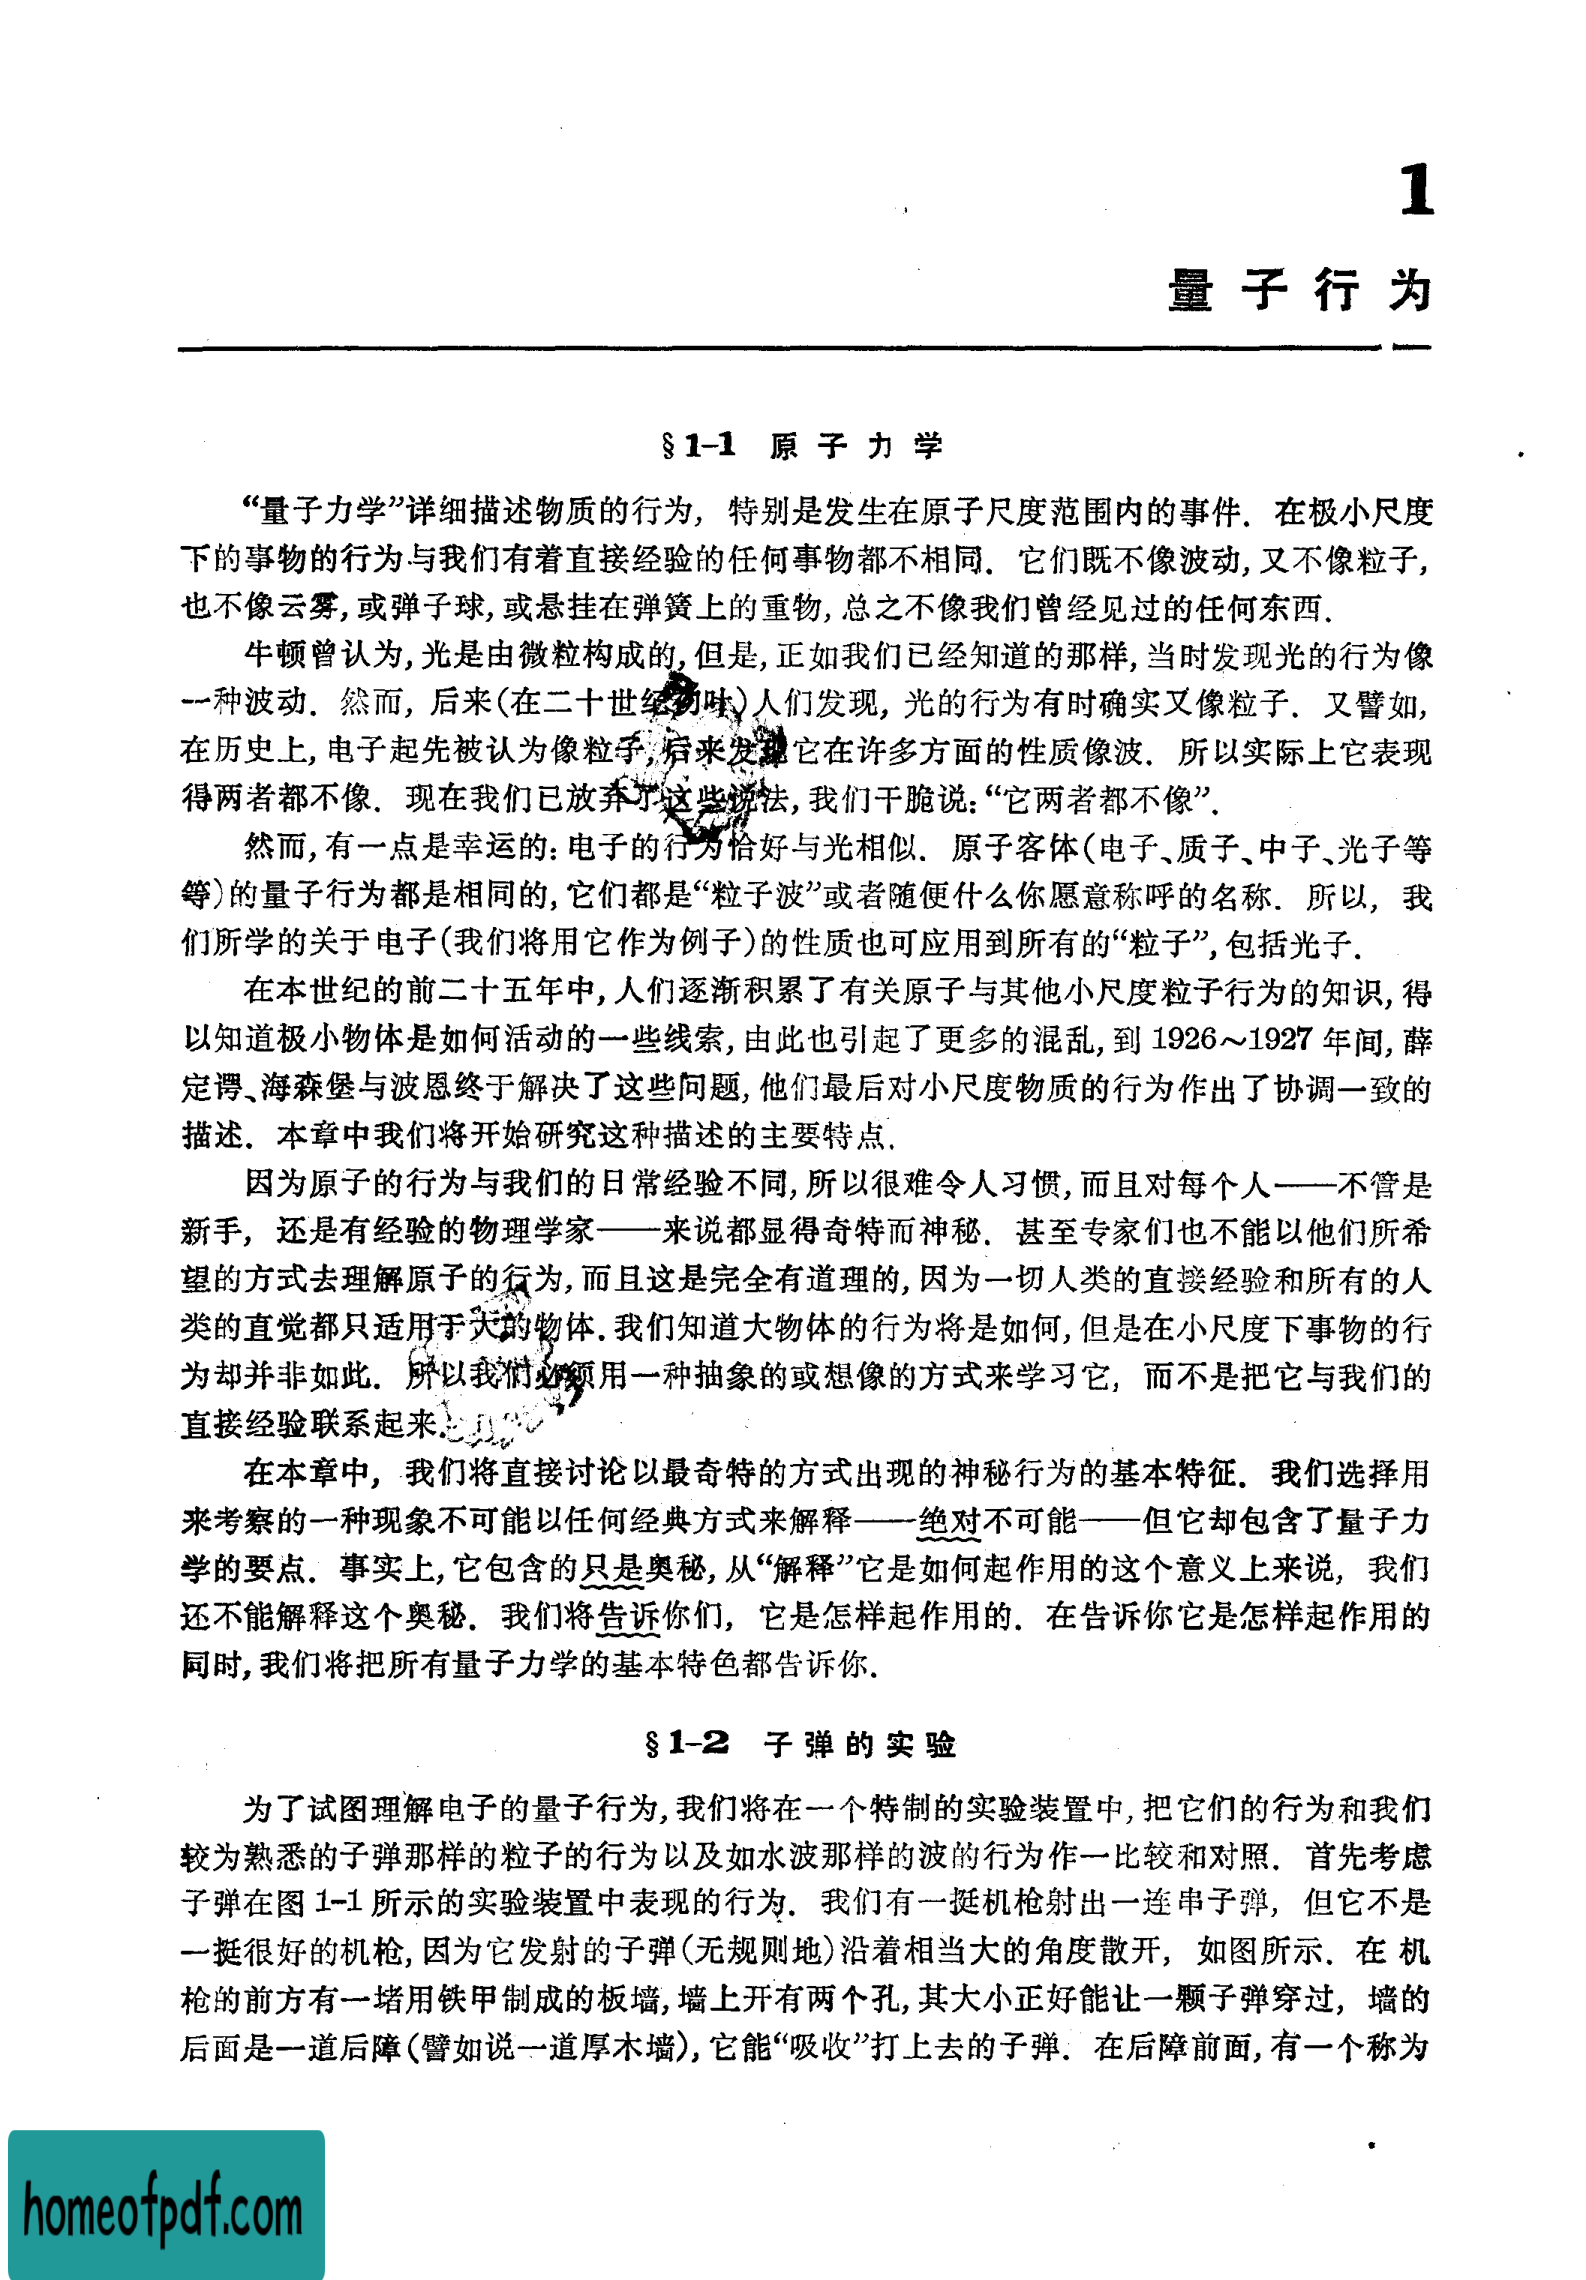 1
量子行为
§1-1 原子力学
“量子力学”详细描述物质的行为, 特别是发生在原子尺度范围内的事件. 在极小尺度
下的事物的行为与我们有着直接经验的任何事物都不相同. 它们既不像波动, 又不像粒子,
也不像云雾, 或弹子球, 或悬挂在弹簧上的重物, 总之不像我们曾经见过的任何东西.
牛顿曾认为, 光是由微粒构成的, 但是, 正如我们已经知道的那样, 当时发现光的行为像
一种波动. 然而, 后来(在二十世纪初叶)人们发现, 光的行为有时确实又像粒子. 又譬如,
在历史上, 电子起先被认为像粒子, 后来发现它在许多方面的性质像波. 所以实际上它表现
得两者都不像. 现在我们已放弃了这些说法, 我们干脆说: “它两者都不像”.
然而, 有一点是幸运的: 电子的行为恰好与光相似. 原子客体(电子、质子、中子、光子等
等)的量子行为都是相同的, 它们都是“粒子波”或者随便什么你愿意称呼的名称. 所以, 我
们所学的关于电子(我们将用它作为例子)的性质也可应用到所有的“粒子”, 包括光子.
在本世纪的前二十五年中, 人们逐渐积累了有关原子与其他小尺度粒子行为的知识, 得
以知道极小物体是如何活动的一些线索, 由此也引起了更多的混乱, 到 1926～1927 年间, 薛
定谔、海森堡与波恩终于解决了这些问题, 他们最后对小尺度物质的行为作出了协调一致的
描述. 本章中我们将开始研究这种描述的主要特点.
因为原子的行为与我们的日常经验不同, 所以很难令人习惯, 而且对每个人——不管是
新手, 还是有经验的物理学家——来说都显得奇特而神秘. 甚至专家们也不能以他们所希
望的方式去理解原子的行为, 而且这是完全有道理的, 因为一切人类的直接经验和所有的人
类的直觉都只适用于大的物体. 我们知道大物体的行为将是如何, 但是在小尺度下事物的行
为却并非如此. 所以我们必须用一种抽象的或想像的方式来学习它, 而不是把它与我们的
直接经验联系起来.
在本章中, 我们将直接讨论以最奇特的方式出现的神秘行为的基本特征. 我们选择用
来考察的一种现象不可能以任何经典方式来解释——绝对不可能——但它却包含了量子力
学的要点. 事实上, 它包含的只是奥秘, 从“解释”它是如何起作用的这个意义上来说, 我们
还不能解释这个奥秘. 我们将告诉你们, 它是怎样起作用的. 在告诉你它是怎样起作用的
同时, 我们将把所有量子力学的基本特色都告诉你.
§1-2 子弹的实验
为了试图理解电子的量子行为, 我们将在一个特制的实验装置中, 把它们的行为和我们
较为熟悉的子弹那样的粒子的行为以及如水波那样的波的行为作一比较和对照. 首先考虑
子弹在图 1-1 所示的实验装置中表现的行为. 我们有一挺机枪射出一连串子弹, 但它不是
一挺很好的机枪, 因为它发射的子弹(无规则地)沿着相当大的角度散开, 如图所示. 在机
枪的前方有一堵用铁甲制成的板墙, 墙上开有两个孔, 其大小正好能让一颗子弹穿过, 墙的
后面是一道后障(譬如说一道厚木墙), 它能“吸收”打上去的子弹. 在后障前面, 有一个称为
homeofpdf.com